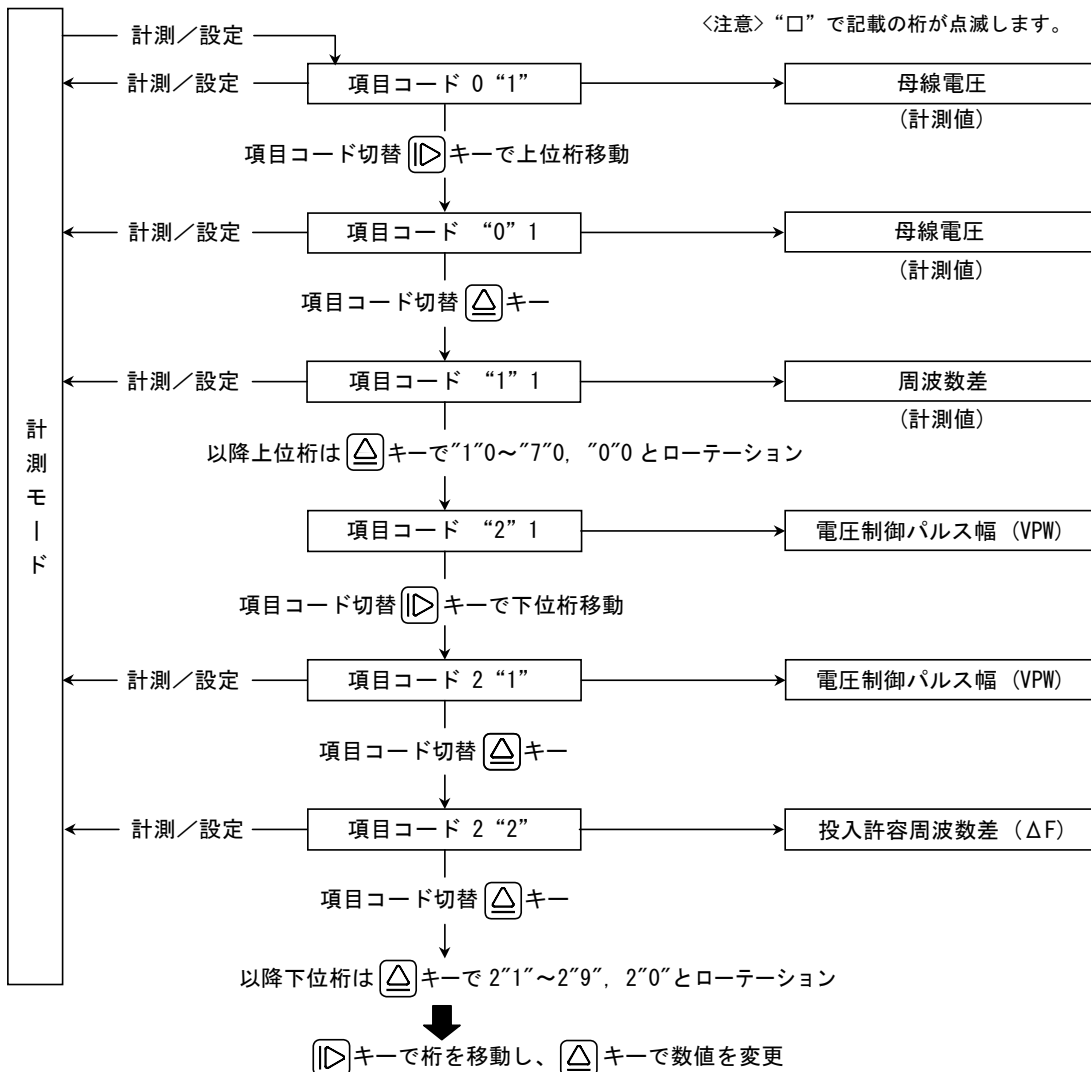 〈注意〉“□”で記載の桁が点滅します。
計測／設定
計測／設定 項目コード 0 “1” 母線電圧
(計測値)
項目コード切替 キーで上位桁移動
計測／設定 項目コード “0” 1 母線電圧
(計測値)
項目コード切替 キー
計測／設定 項目コード “1” 1 周波数差
(計測値)
以降上位桁は キーで″1″0～″7″0, ″0″0 とローテーション
計測モード
項目コード “2” 1 電圧制御パルス幅 (VPW)
項目コード切替 キーで下位桁移動
計測／設定 項目コード 2 “1” 電圧制御パルス幅 (VPW)
項目コード切替 キー
計測／設定 項目コード 2 “2” 投入許容周波数差 (ΔF)
項目コード切替 キー
以降下位桁は キーで 2″1″～2″9″, 2″0″とローテーション
キーで桁を移動し、 キーで数値を変更